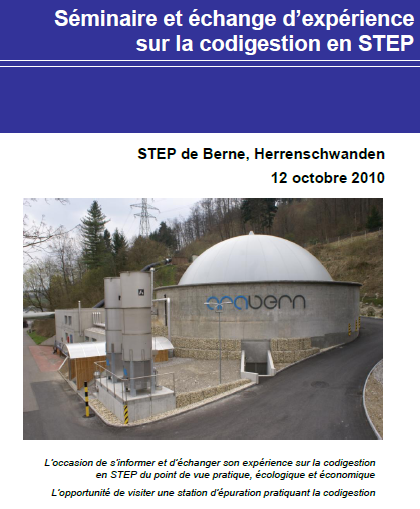 Séminaire et échange d'expérience
sur la codigestion en STEP
STEP de Berne, Herrenschwanden
12 octobre 2010
arabern
L'occasion de s'informer et d'échanger son expérience sur la codigestion
en STEP du point de vue pratique, écologique et économique
L'opportunité de visiter une station d'épuration pratiquant la codigestion